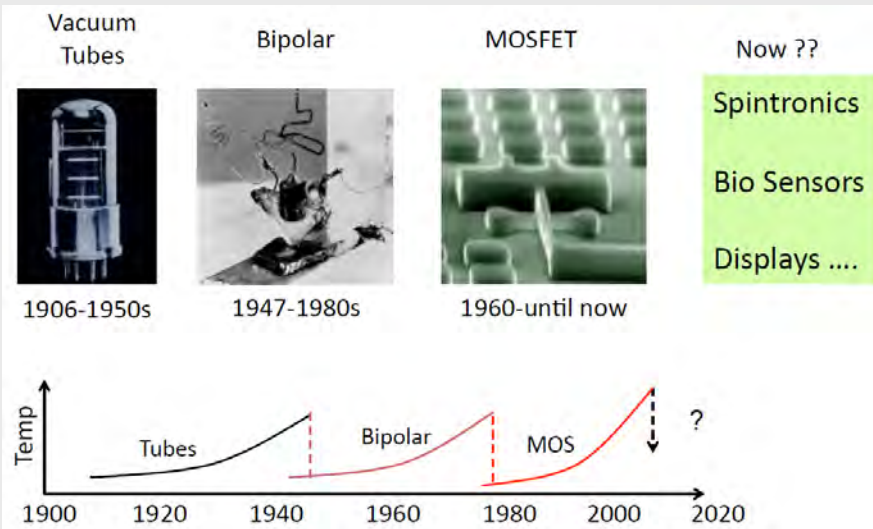 Vacuum
Tubes
Bipolar
MOSFET
Now ??
Spintronics
Bio Sensors
Displays ....
1906-1950s
1947-1980s
1960-until now
Temp
Tubes
Bipolar
MOS
?
1900
1920
1940
1960
1980
2000
2020